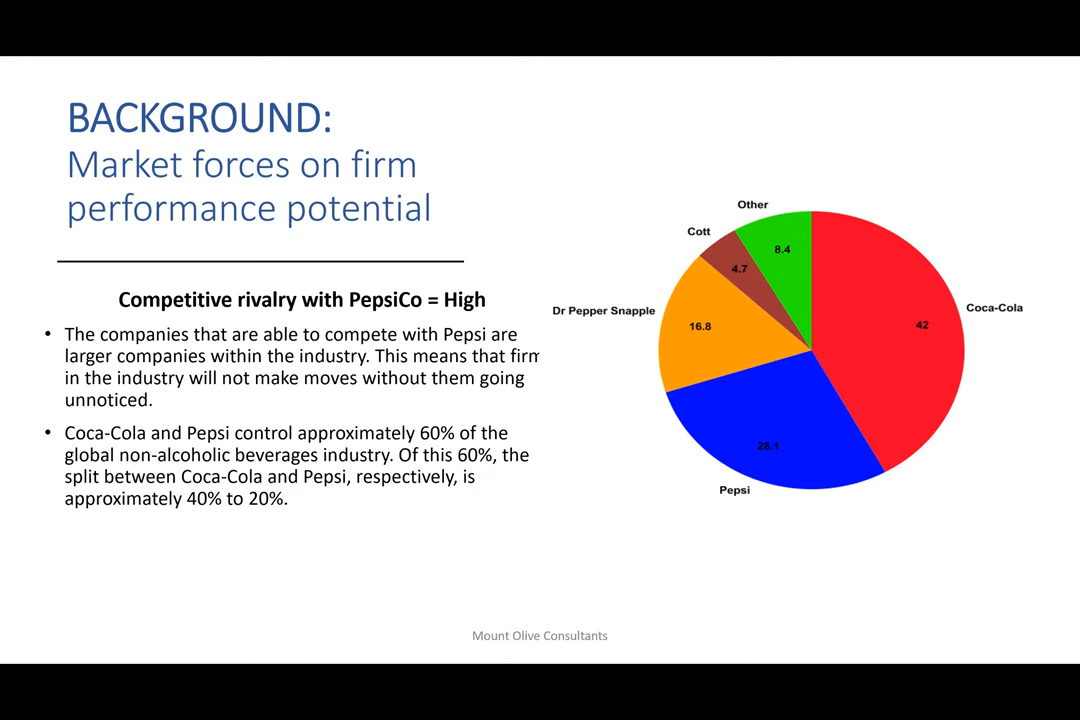 BACKGROUND:
Market forces on firm
performance potential
Competitive rivalry with PepsiCo = High
• The companies that are able to compete with Pepsi are
larger companies within the industry. This means that firm
in the industry will not make moves without them going
unnoticed.
• Coca-Cola and Pepsi control approximately 60% of the
global non-alcoholic beverages industry. Of this 60%, the
split between Coca-Cola and Pepsi, respectively, is
approximately 40% to 20%.
Other
Cott
8.4
4.7
Dr Pepper Snapple
16.8
Coca-Cola
42
28.1
Pepsi
Mount Olive Consultants